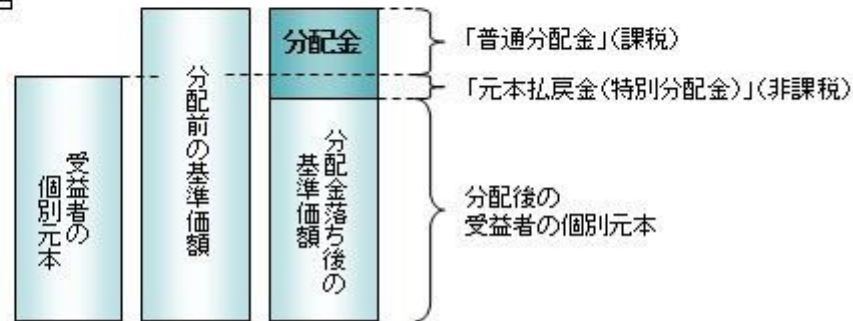 受益者の
個別元本
分配前の基準価額
分配金
分配金落ち後の
基準価額
「普通分配金」(課税)
「元本払戻金(特別分配金)」(非課税)
分配後の
受益者の個別元本